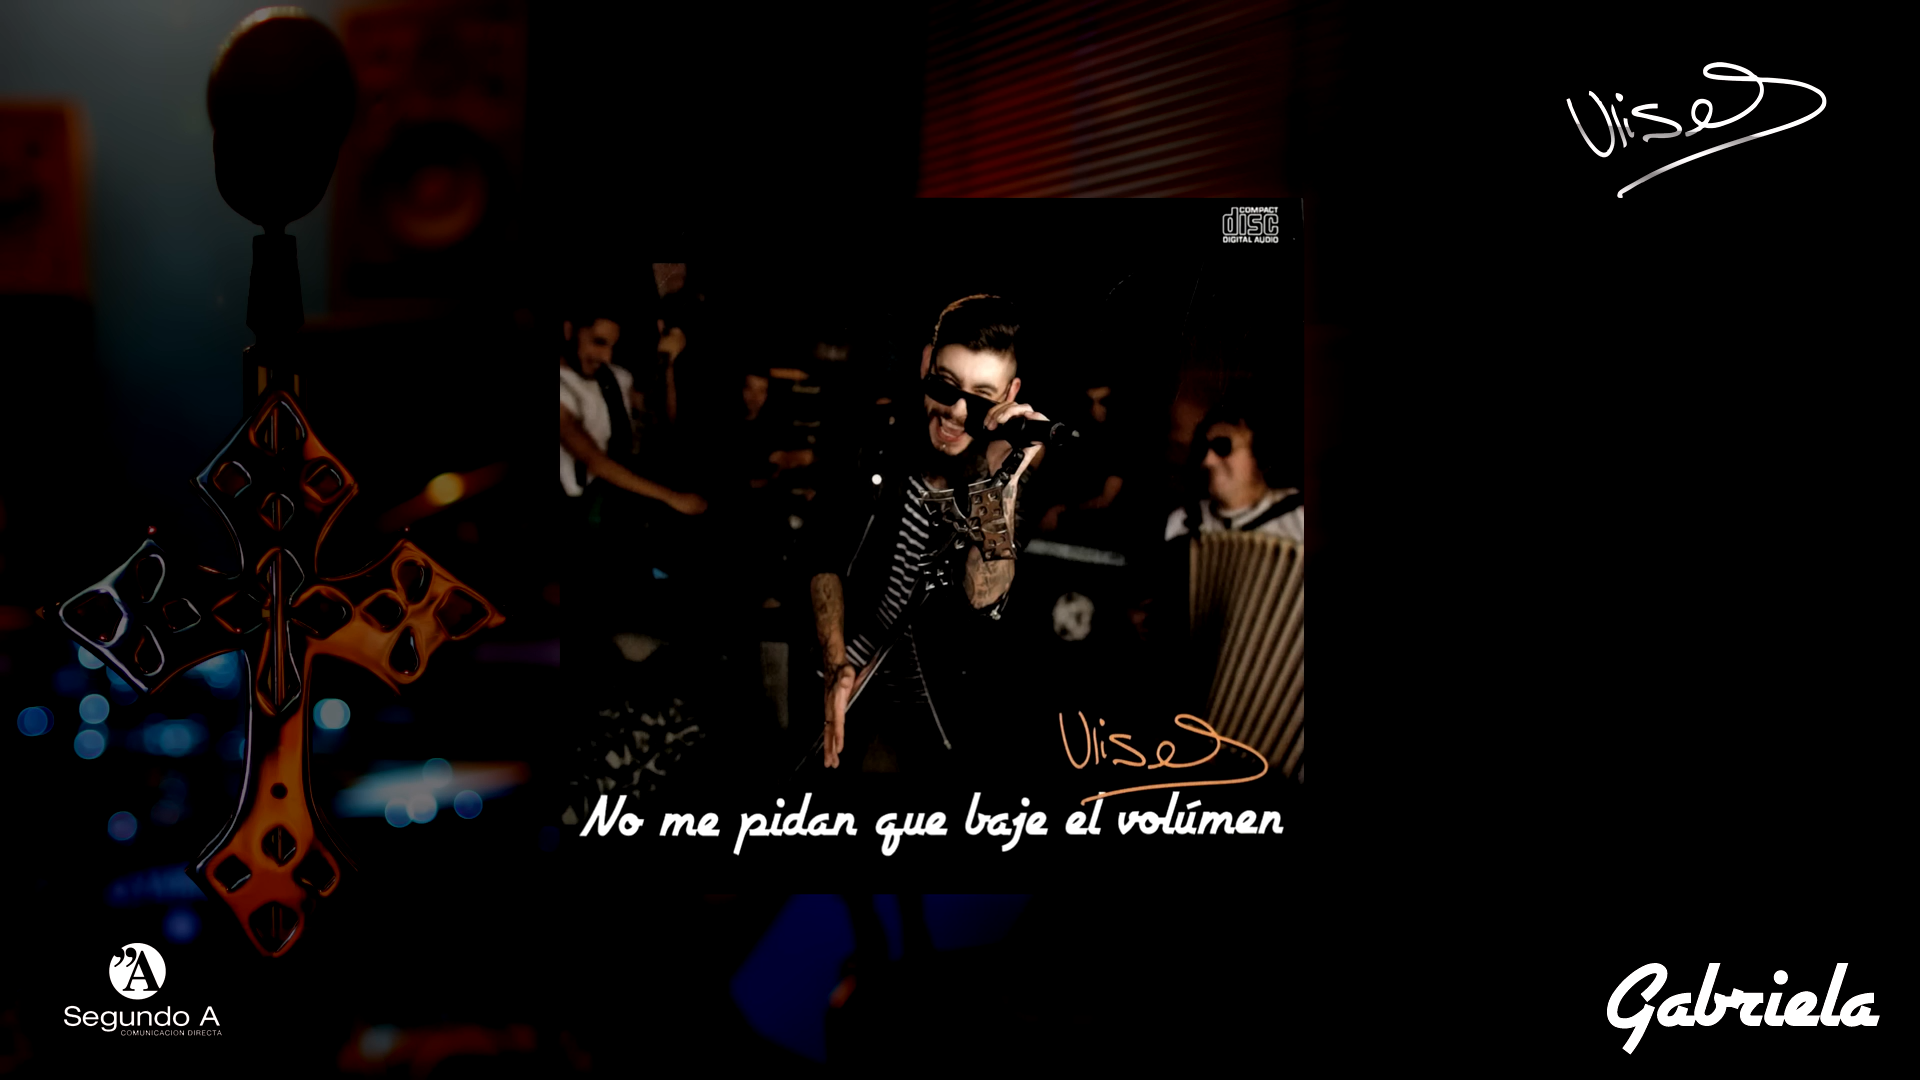 Ulises
COMPACT
disc
DIGITAL AUDIO
Ulises
No me pidan que baje el volúmen
"A
Segundo A
COMUNICACION DIRECTA
Gabriela